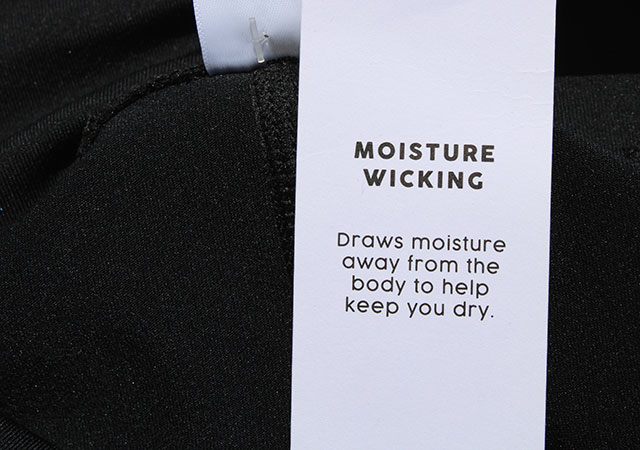 MOISTURE
WICKING
Draws moisture
away from the
body to help
keep you dry.